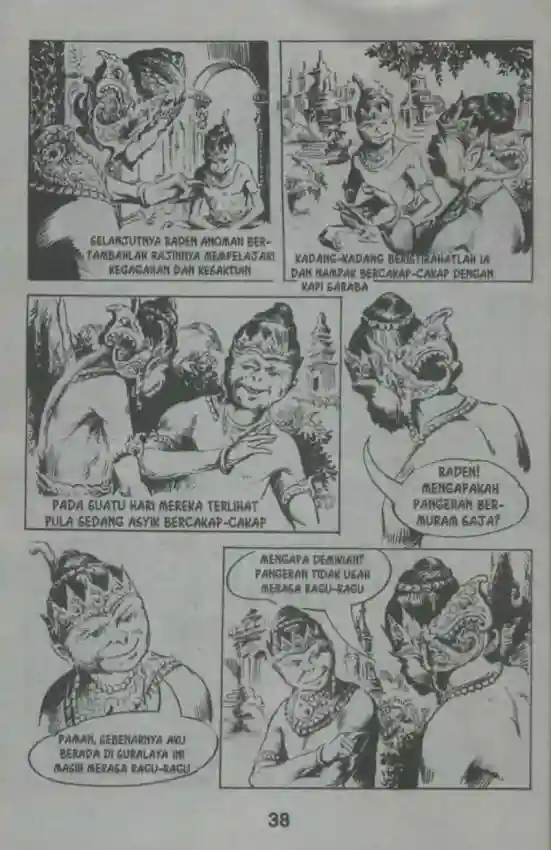 SELANJUTNYA RADEN ANOMAN BER-
TAMBAHLAH RAJINNYA MEMPELAJARI
KEGAGAHAN DAN KESAKTIAN
KADANG-KADANG BERISTIRAHATLAH IA
DAN NAMPAK BERCAKAP-CAKAP DENGAN
KAPI SARABA
PADA SUATU HARI MEREKA TERLIHAT
PULA SEDANG ASYIK BERCAKAP-CAKAP
RADEN!
MENGAPAKAH
PANGERAN BER-
MURAM SAJA?
PAMAN, SEBENARNYA AKU
BERADA DI SURALAYA INI
MASIH MERASA RAGU-RAGU
MENGAPA DEMIKIAN?
PANGERAN TIDAK USAH
MERASA RAGU-RAGU
38